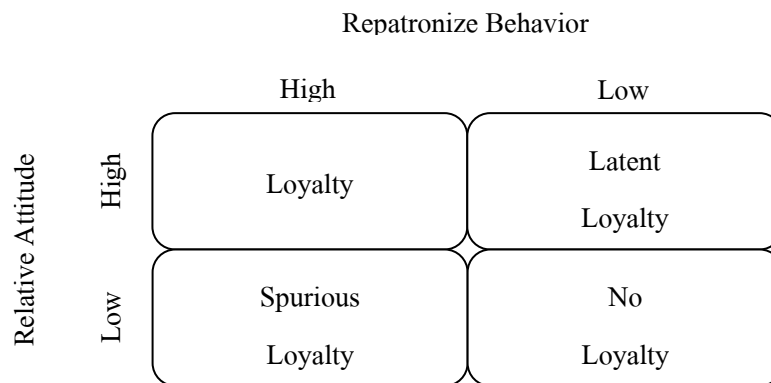 Repatronize Behavior
High Low
Relative Attitude
High
Loyalty
Latent
Loyalty
Low
Spurious
Loyalty
No
Loyalty